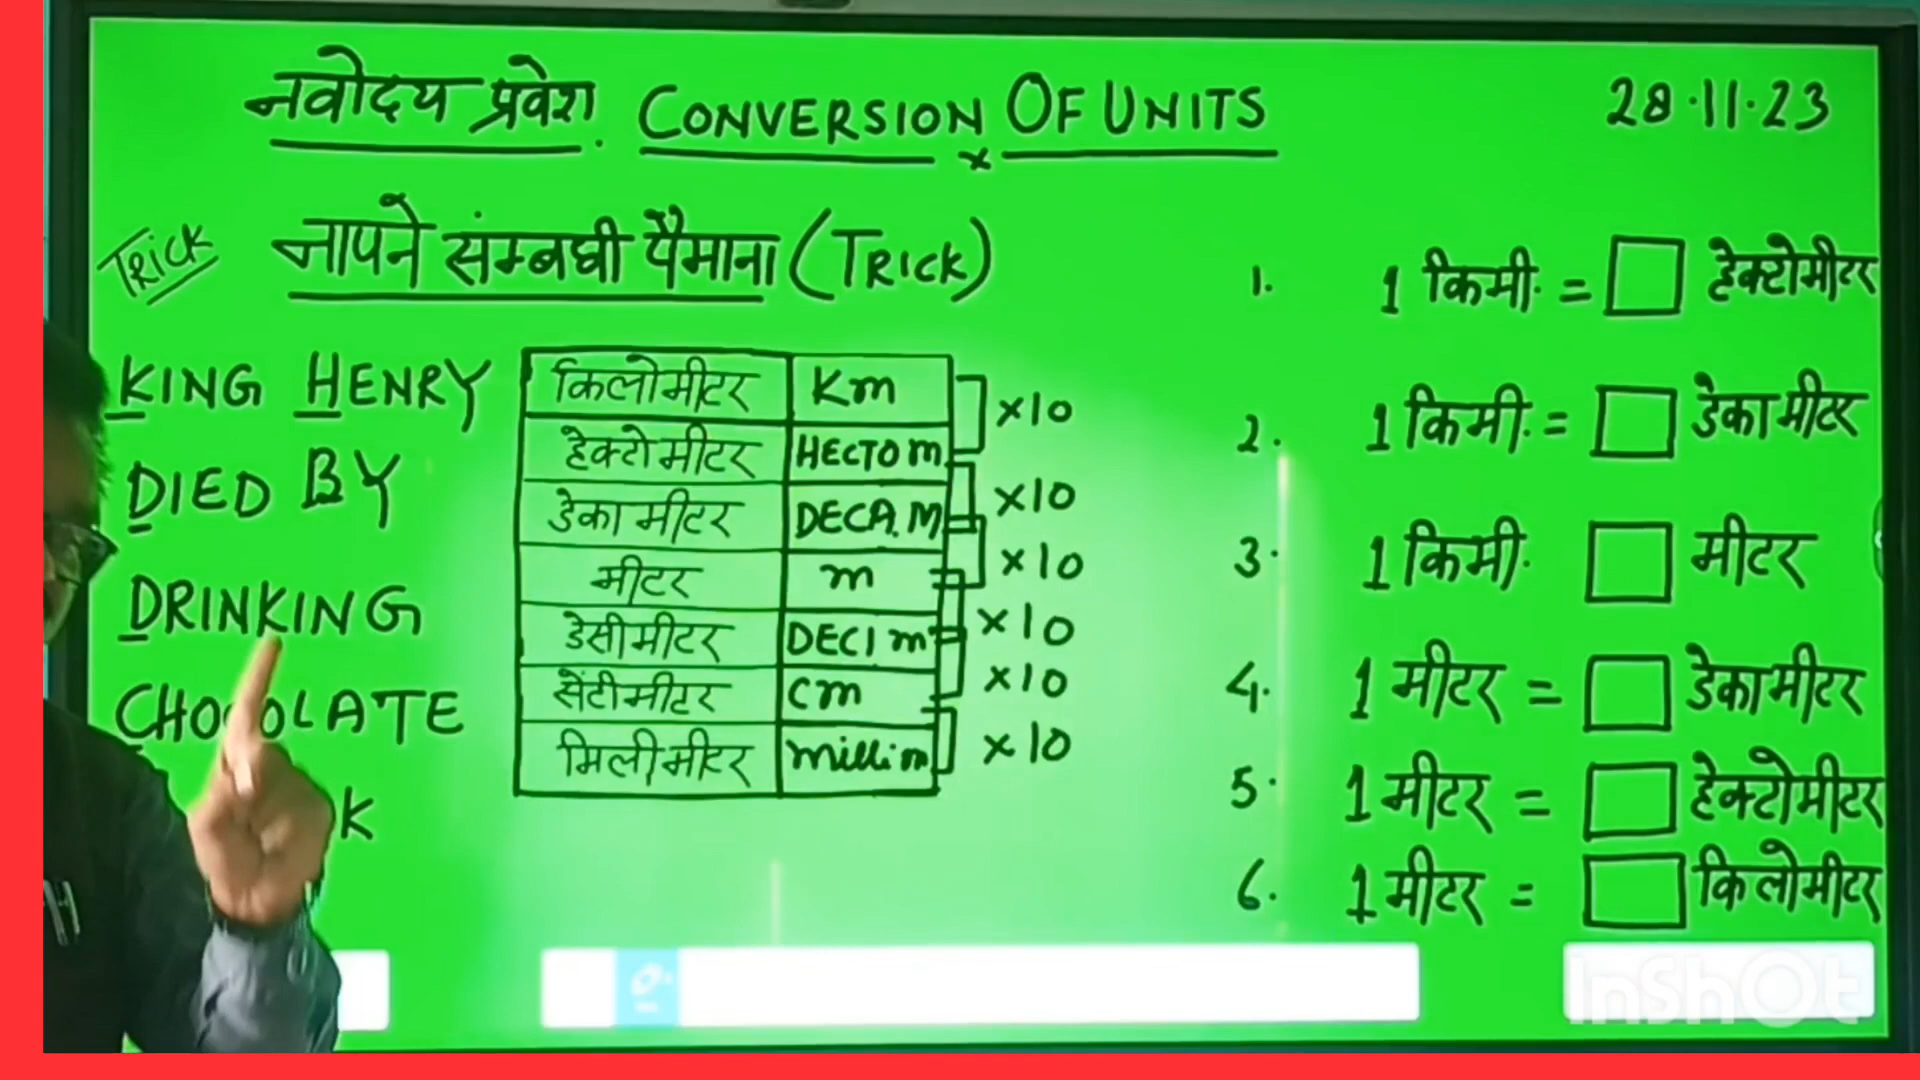 नवोदय प्रवेश. CONVERSION OF UNITS
28.11.23
TRICK
नापने संम्बधी पैमाना (TRICK)
KING HENRY
DIED BY
DRINKING
CHOCOLATE
K
किलोमीटर Km
हेक्टोमीटर HECTO m
डेकामीटर DECA.M
मीटर m
डेसीमीटर DECI m
सेंटीमीटर cm
मिलीमीटर millim
×10
×10
×10
×10
×10
×10
1. 1 किमी. = हेक्टोमीटर
2. 1 किमी. = डेकामीटर
3. 1 किमी. मीटर
4. 1 मीटर = डेकामीटर
5. 1 मीटर = हेक्टोमीटर
6. 1 मीटर = किलोमीटर
InShOt